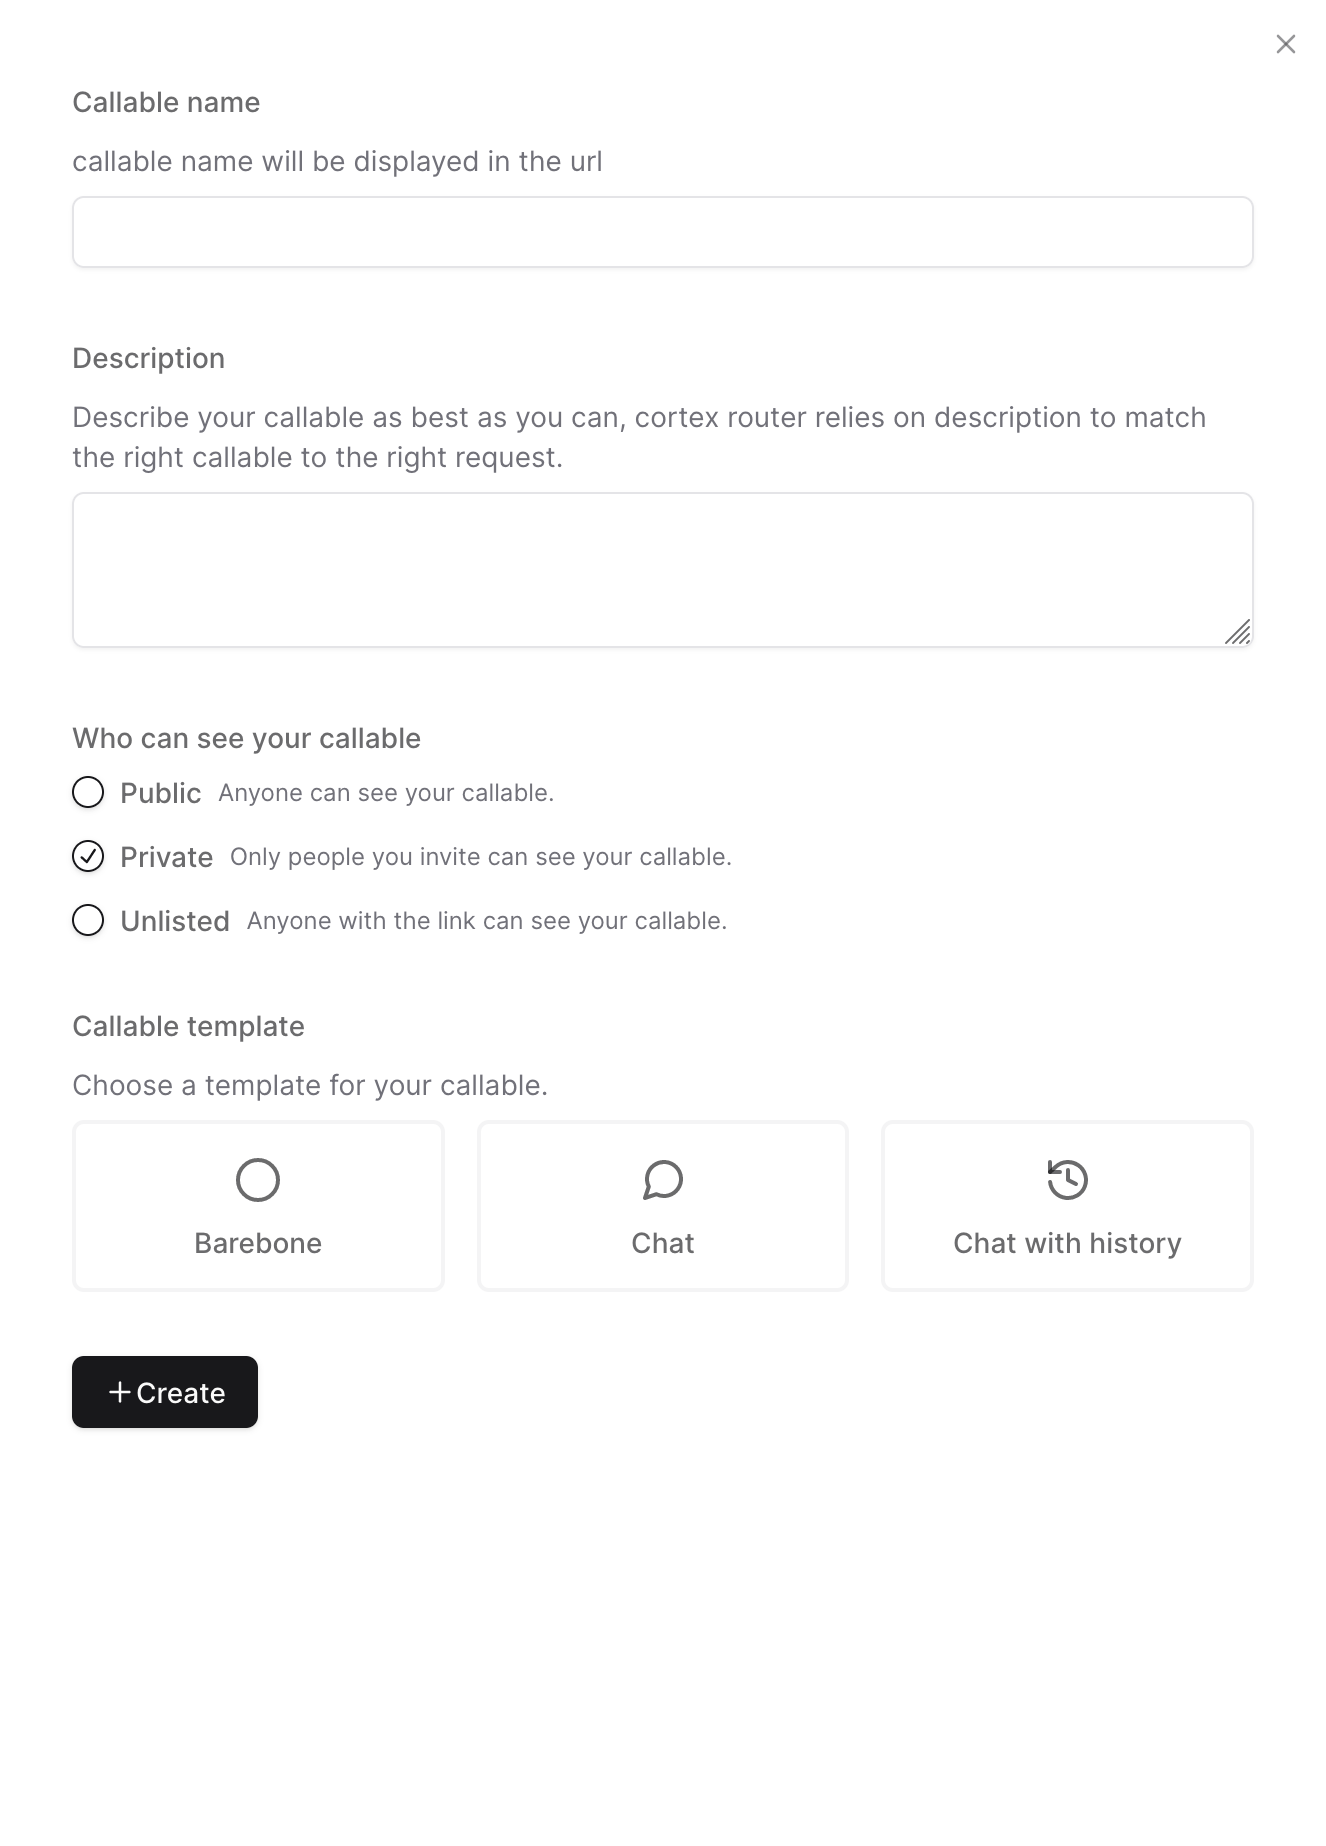 Callable name
callable name will be displayed in the url
Description
Describe your callable as best as you can, cortex router relies on description to match
the right callable to the right request.
Who can see your callable
Public Anyone can see your callable.
Private Only people you invite can see your callable.
Unlisted Anyone with the link can see your callable.
Callable template
Choose a template for your callable.
Barebone
Chat
Chat with history
Create